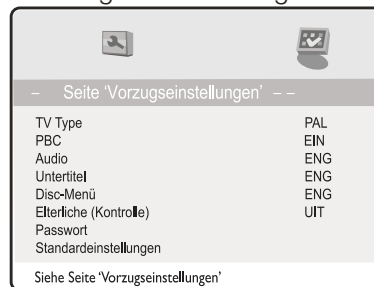 – Seite 'Vorzugseinstellungen' – –
TV Type PAL
PBC EIN
Audio ENG
Untertitel ENG
Disc-Menü ENG
Elterliche (Kontrolle) UIT
Passwort
Standardeinstellungen
Siehe Seite 'Vorzugseinstellungen'